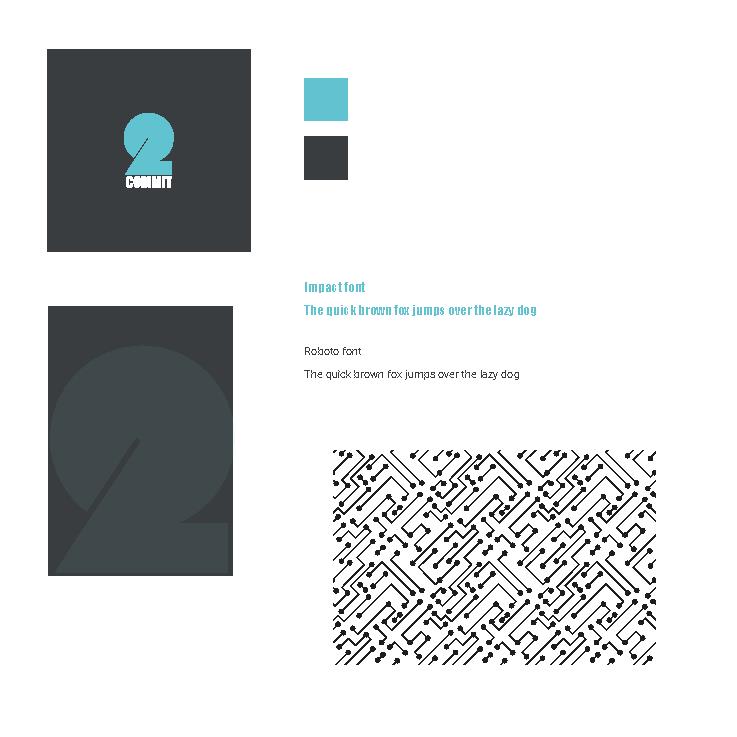 2
COMMIT
Impact font
The quick brown fox jumps over the lazy dog
Roboto font
The quick brown fox jumps over the lazy dog
2